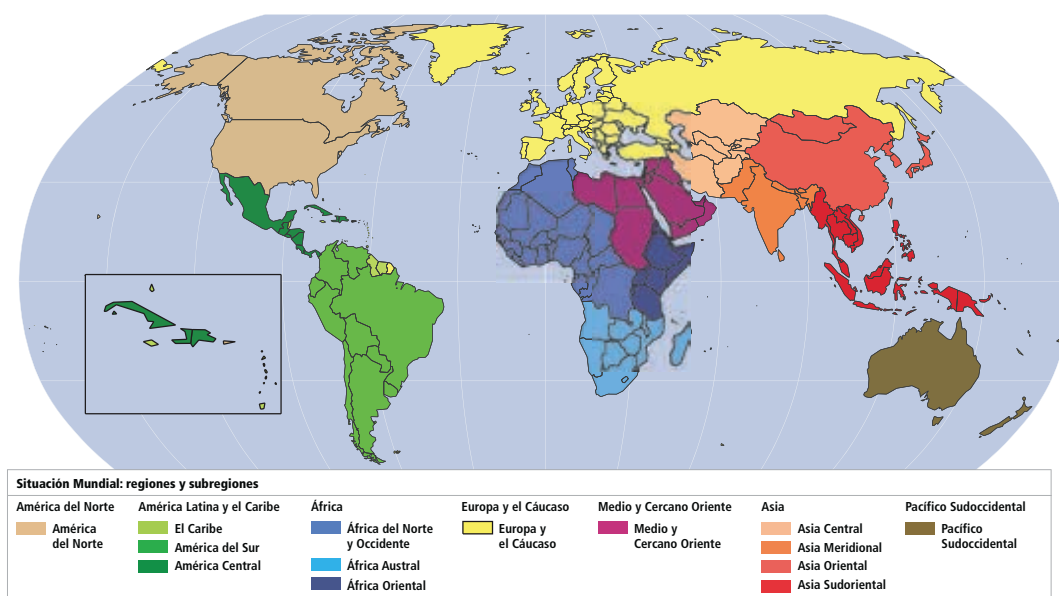 Situación Mundial: regiones y subregiones
América del Norte
América
del Norte
América Latina y el Caribe
El Caribe
América del Sur
América Central
África
África del Norte
y Occidente
África Austral
África Oriental
Europa y el Cáucaso
Europa y
el Cáucaso
Medio y Cercano Oriente
Medio y
Cercano Oriente
Asia
Asia Central
Asia Meridional
Asia Oriental
Asia Sudoriental
Pacífico Sudoccidental
Pacífico
Sudoccidental